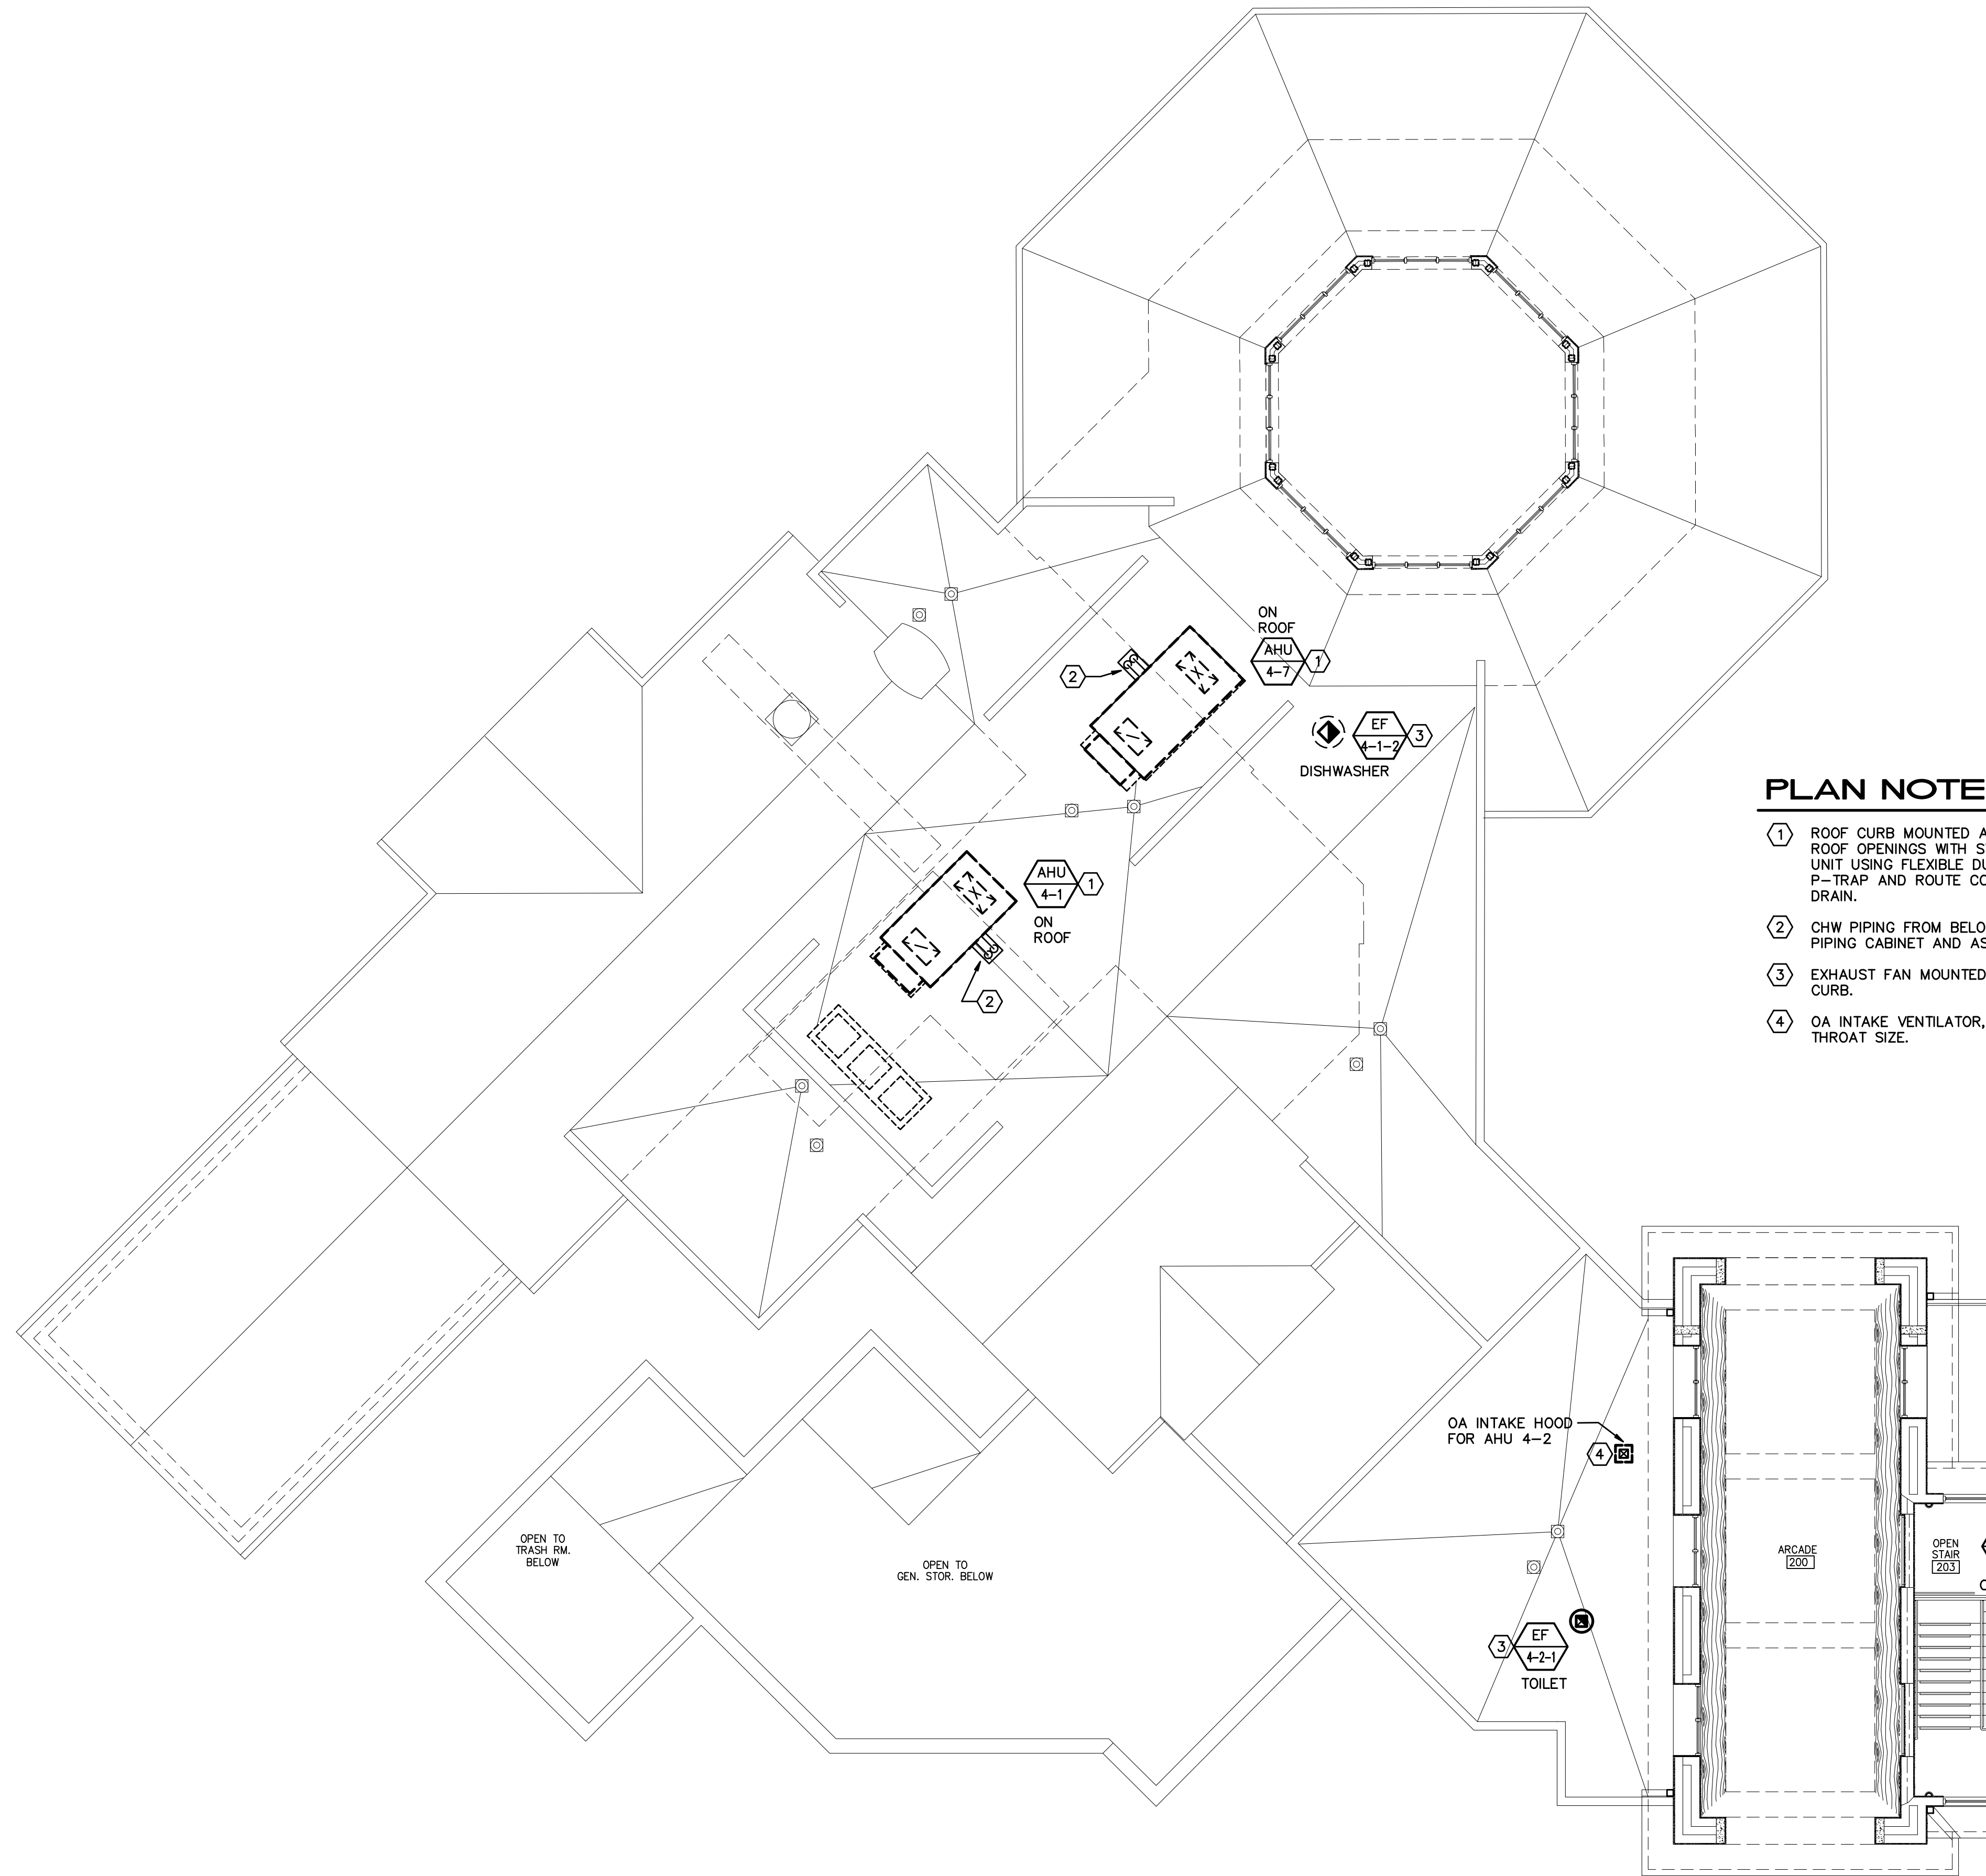 ON
ROOF
AHU
4-7
1
2
EF
4-1-2
3
DISHWASHER
PLAN NOTE
1 ROOF CURB MOUNTED
ROOF OPENINGS WITH
UNIT USING FLEXIBLE
P-TRAP AND ROUTE
DRAIN.
2 CHW PIPING FROM
PIPING CABINET AND
3 EXHAUST FAN MOUNTED
CURB.
4 OA INTAKE VENTILATOR,
THROAT SIZE.
AHU
4-1
1
ON
ROOF
2
OA INTAKE HOOD
FOR AHU 4-2
4
OPEN TO
TRASH RM.
BELOW
OPEN TO
GEN. STOR. BELOW
ARCADE
200
OPEN
STAIR
203
3
EF
4-2-1
TOILET